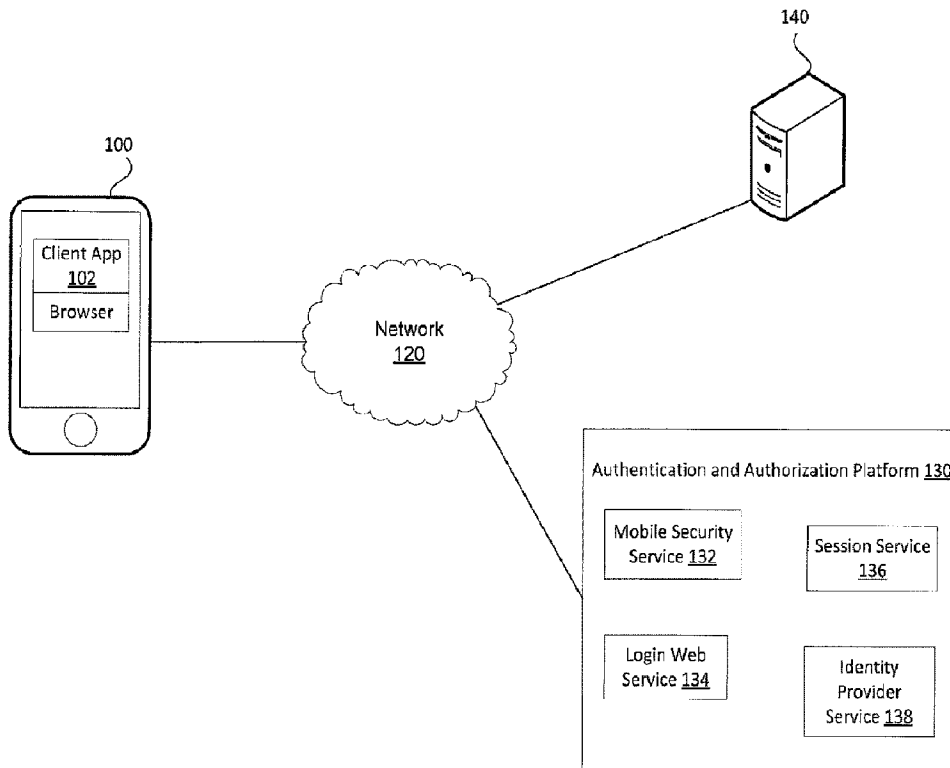 140
100
Client App
102
Browser
Network
120
Authentication and Authorization Platform 130
Mobile Security
Service 132
Session Service
136
Login Web
Service 134
Identity
Provider
Service 138